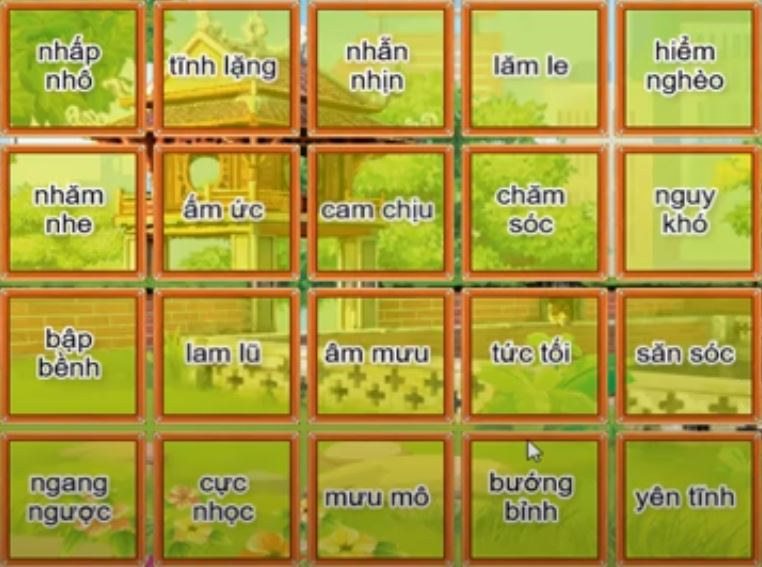 nhấp
nhô
tĩnh lặng
nhẫn
nhịn
lăm le
hiểm
nghèo
nhăm
nhe
ấm ức
cam chịu
chăm
sóc
nguy
khó
bập
bềnh
lam lũ
âm mưu
tức tối
săn sóc
ngang
ngược
cực
nhọc
mưu mô
bướng
bỉnh
yên tĩnh